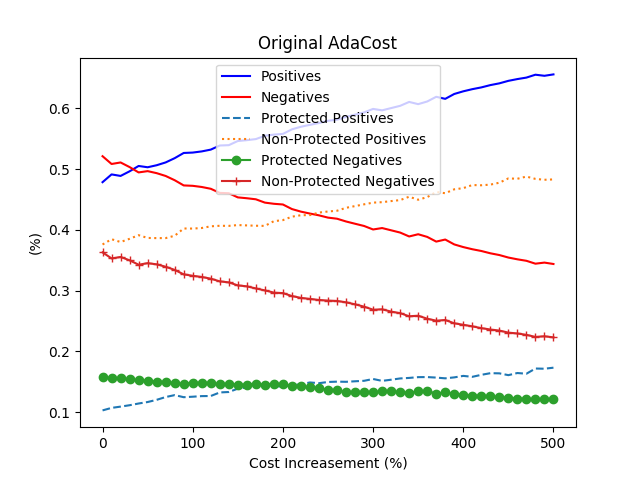 Original AdaCost
Positives
Negatives
Protected Positives
Non-Protected Positives
Protected Negatives
Non-Protected Negatives
(%)
0.6
0.5
0.4
0.3
0.2
0.1
0 100 200 300 400 500
Cost Increasement (%)